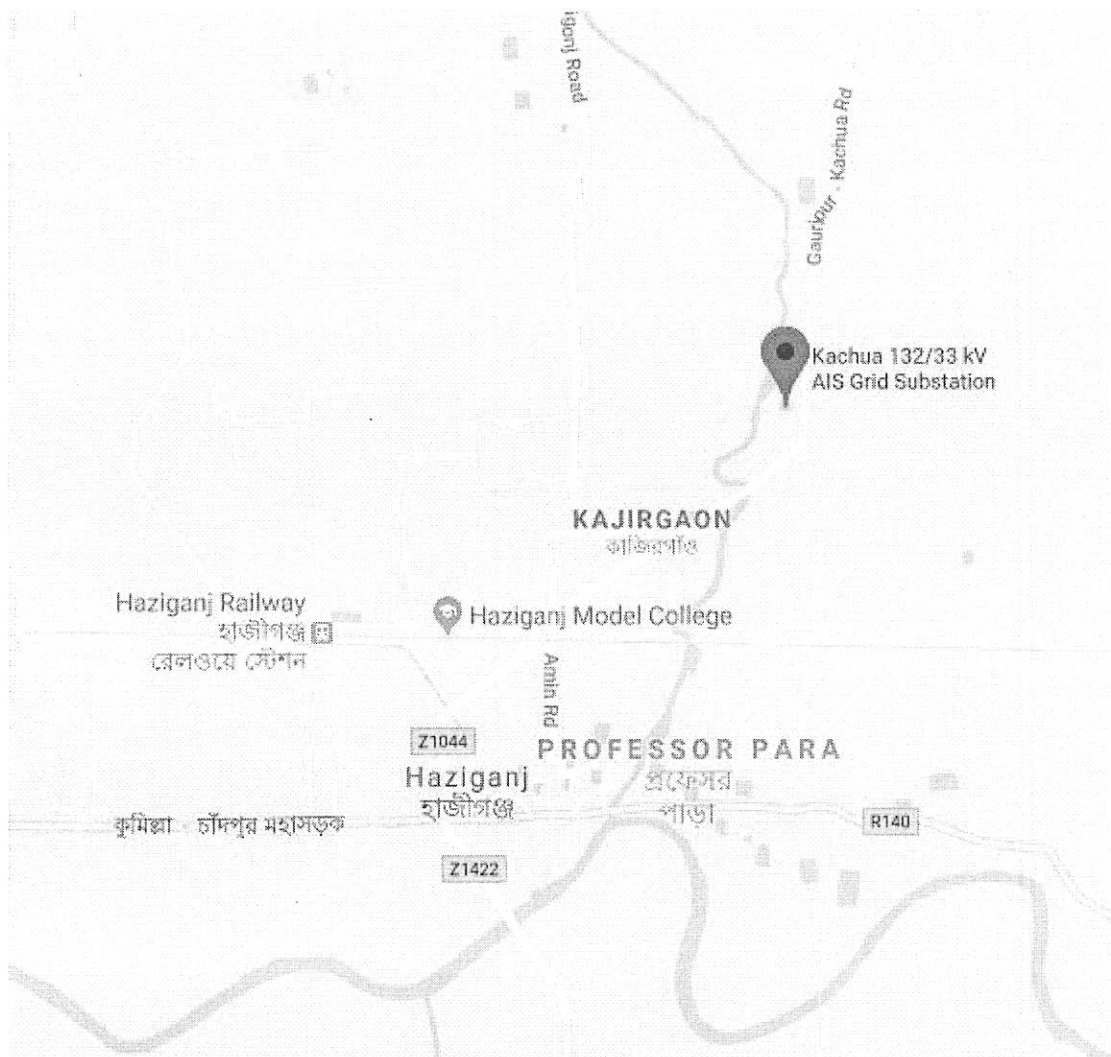 iganj Road
Gauripur - Kachua Rd
Kachua 132/33 kV
AIS Grid Substation
KAJIRGAON
কাজিরগাঁও
Haziganj Railway
হাজীগঞ্জ
রেলওয়ে স্টেশন
Haziganj Model College
Amin Rd
Z1044
PROFESSOR PARA
প্রফেসর
পাড়া
Haziganj
হাজীগঞ্জ
কুমিল্লা - চাঁদপুর মহাসড়ক
R140
Z1422